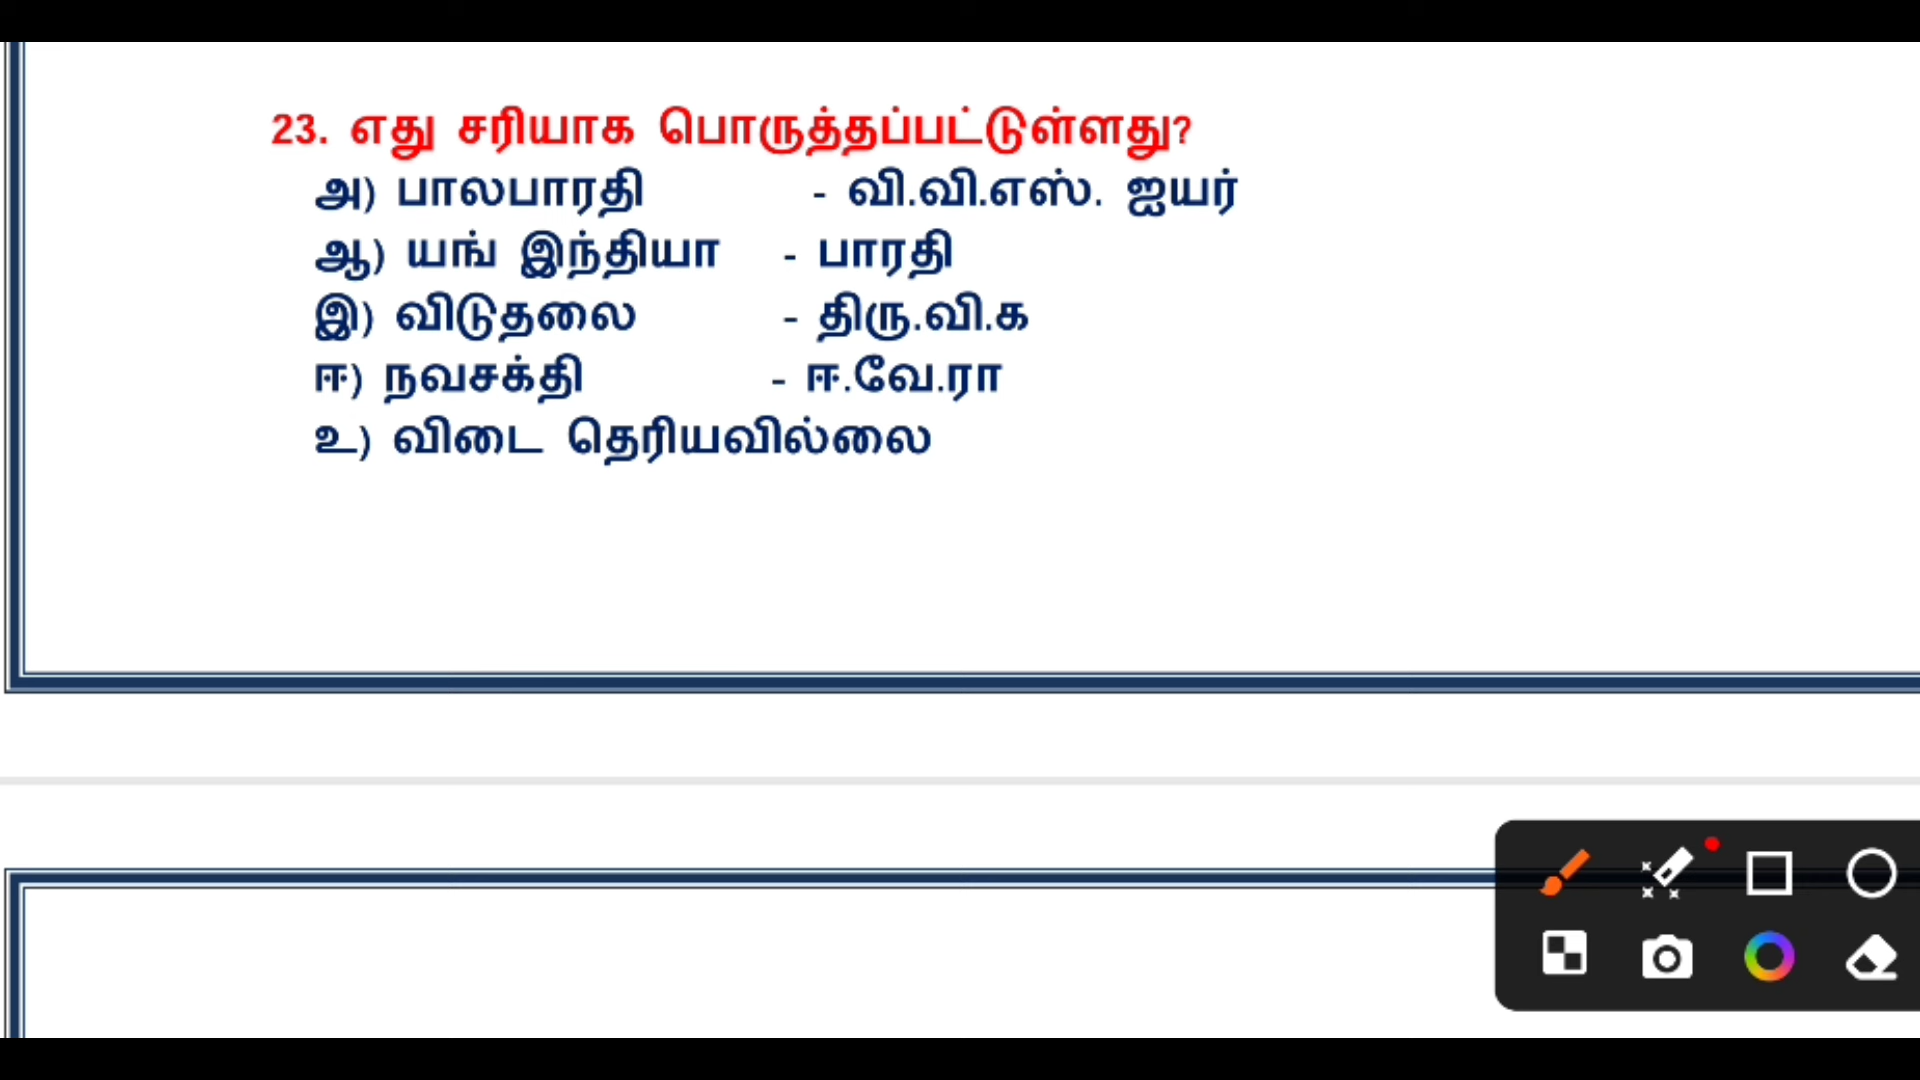 23. எது சரியாக பொருத்தப்பட்டுள்ளது?
அ) பாலபாரதி - வி.வி.எஸ். ஐயர்
ஆ) யங் இந்தியா - பாரதி
இ) விடுதலை - திரு.வி.க
ஈ) நவசக்தி - ஈ.வே.ரா
உ) விடை தெரியவில்லை